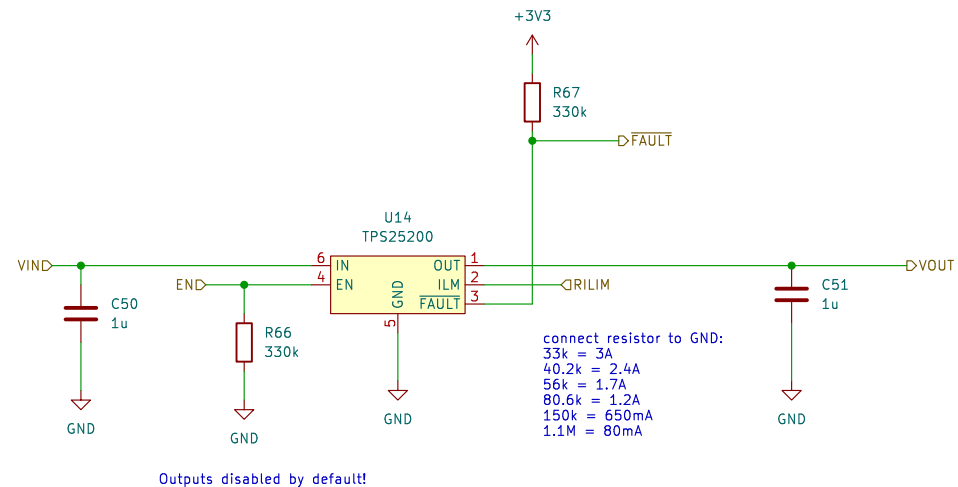 +3V3
R67
330k
FAULT
U14
TPS25200
VIN
6
IN
OUT
1
VOUT
EN
4
EN
ILM
2
RILIM
GND
FAULT
3
5
C50
1u
R66
330k
C51
1u
connect resistor to GND:
33k = 3A
40.2k = 2.4A
56k = 1.7A
80.6k = 1.2A
150k = 650mA
1.1M = 80mA
GND
GND
GND
GND
Outputs disabled by default!